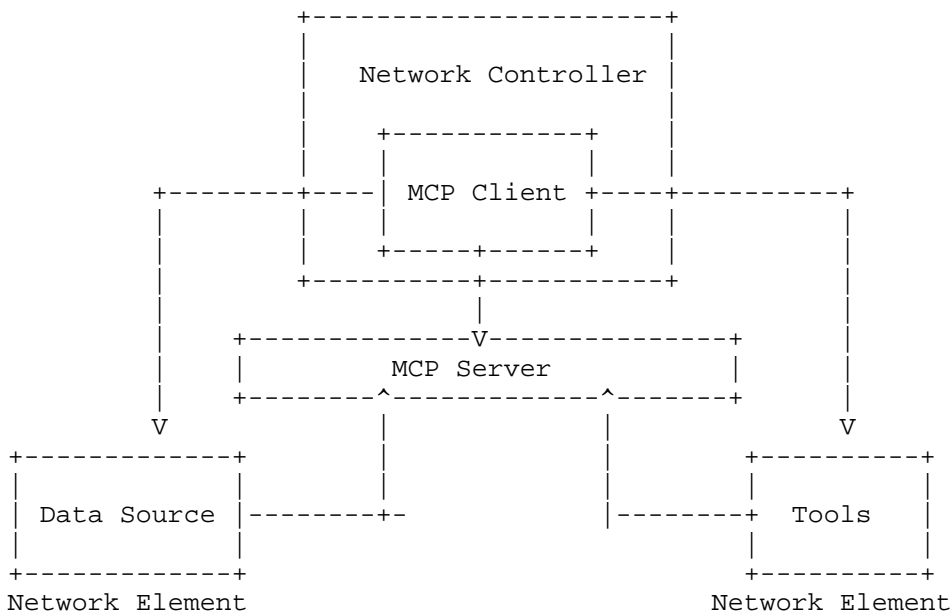 Network Controller
MCP Client
MCP Server
Data Source
Tools
Network Element
Network Element